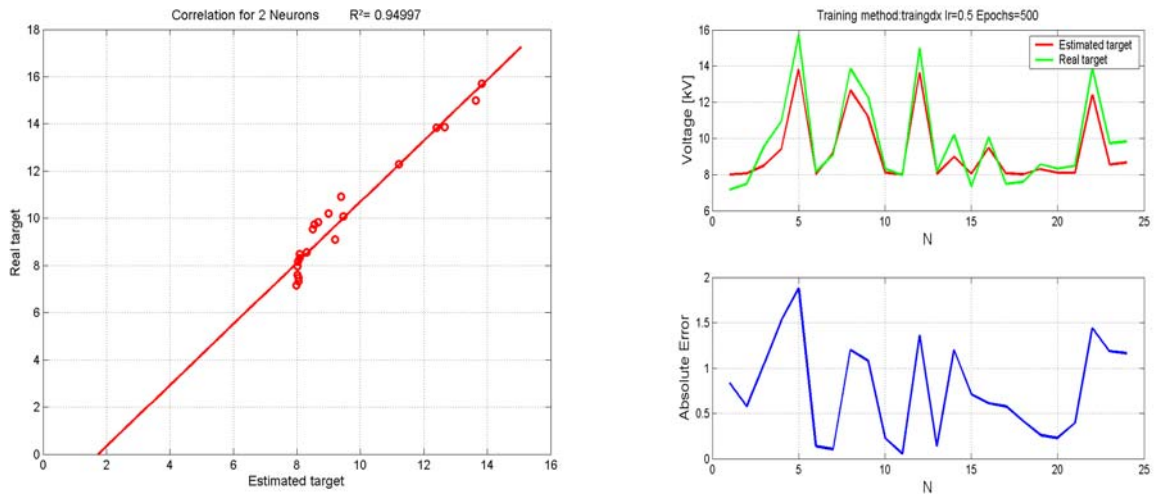 Correlation for 2 Neurons R²= 0.94997
18
16
14
12
10
8
6
4
2
0
Real target
0 2 4 6 8 10 12 14 16
Estimated target
Training method:traingdx lr=0.5 Epochs=500
16
14
12
10
8
6
Voltage [kV]
Estimated target
Real target
0 5 10 15 20 25
N
2
1.5
1
0.5
0
Absolute Error
0 5 10 15 20 25
N